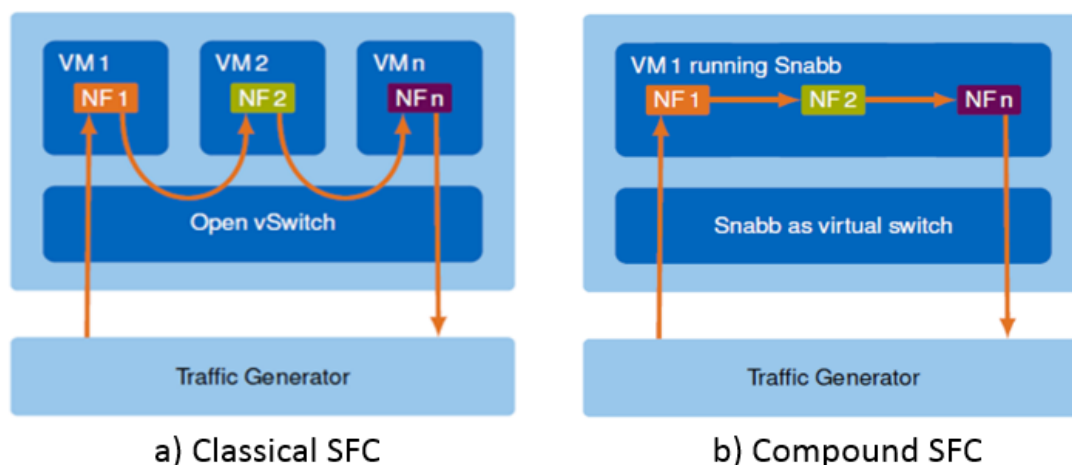 VM 1
VM 2
VM n
NF 1
NF 2
NF n
Open vSwitch
Traffic Generator
a) Classical SFC
VM 1 running Snabb
NF 1
NF 2
NF n
Snabb as virtual switch
Traffic Generator
b) Compound SFC